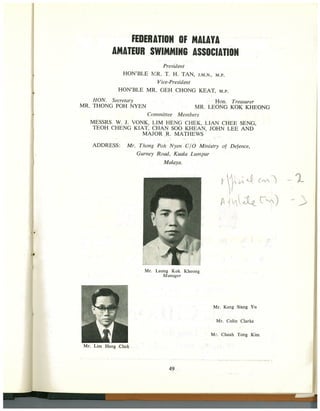 FEDERATION OF MALAYA
AMATEUR SWIMMING ASSOCIATION
President
HON'BLE MR. T. H. TAN, J.M.N., M.P.
Vice-President
HON'BLE MR. GEH CHONG KEAT, M.P.
HON. Secretary
MR. THONG POH NYEN
Hon. Treasurer
MR. LEONG KOK KHEONG
Committee Members
MESSRS. W. J. VONK, LIM HENG CHEK, LIAN CHEE SENG,
TEOH CHENG KIAT, CHAN SOO KHEAN, JOHN LEE AND
MAJOR R. MATHEWS
ADDRESS: Mr. Thong Poh Nyen C/O Ministry of Defence,
Gurney Road, Kuala Lumpur
Malaya.
- 2
Mr. Leong Kok Kheong
Manager
Mr. Kang Siang Yu
Mr. Colin Clarke
Mr. Cheah Tong Kim
Mr. Lim Heng Chek
49